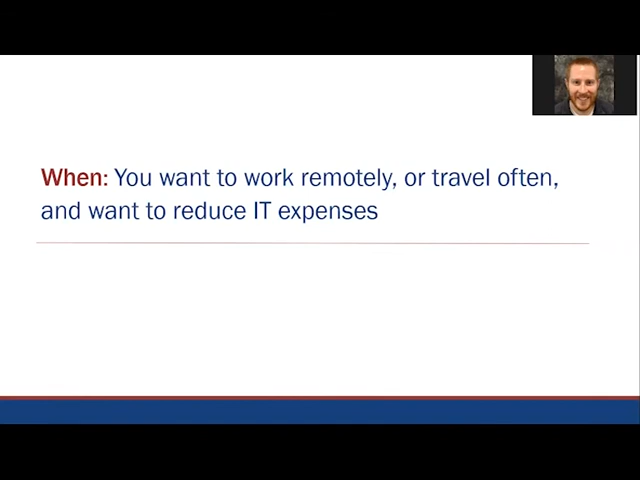 When: You want to work remotely, or travel often,
and want to reduce IT expenses